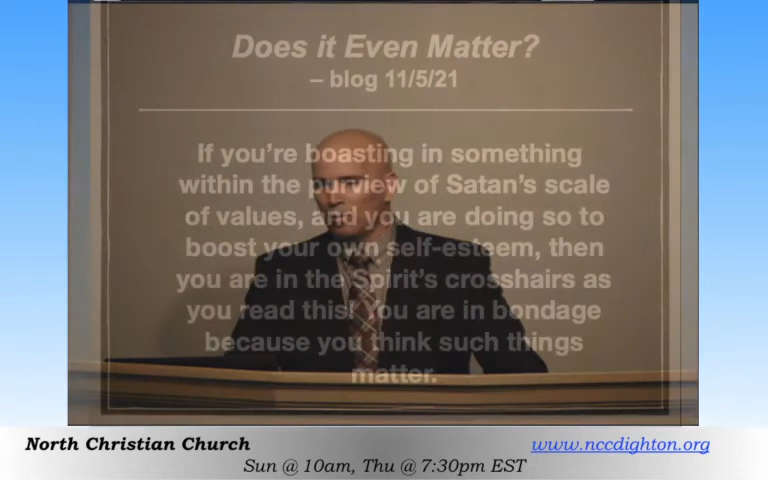 Does it Even Matter?
– blog 11/5/21
If you're boasting in something
within the purview of Satan's scale
of values, and you are doing so to
boost your own self-esteem, then
you are in the Spirit's crosshairs as
you read this! You are in bondage
because you think such things
matter.
North Christian Church
www.nccdighton.org
Sun @ 10am, Thu @ 7:30pm EST